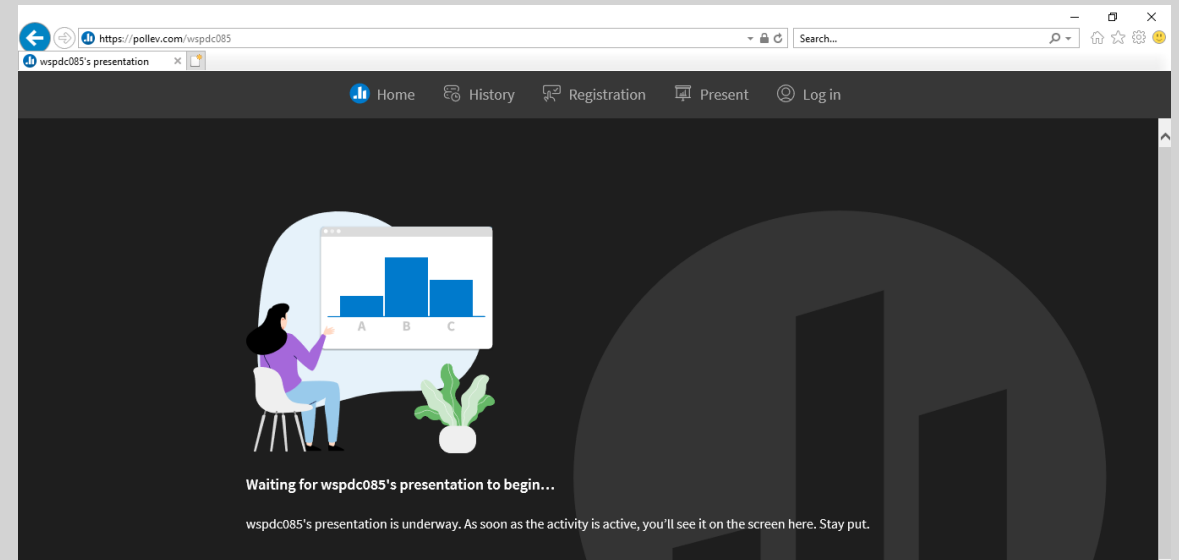 https://pollev.com/wspdc085
Search...
wspdc085's presentation
Home History Registration Present Log in
A B C
Waiting for wspdc085's presentation to begin…
wspdc085's presentation is underway. As soon as the activity is active, you'll see it on the screen here. Stay put.